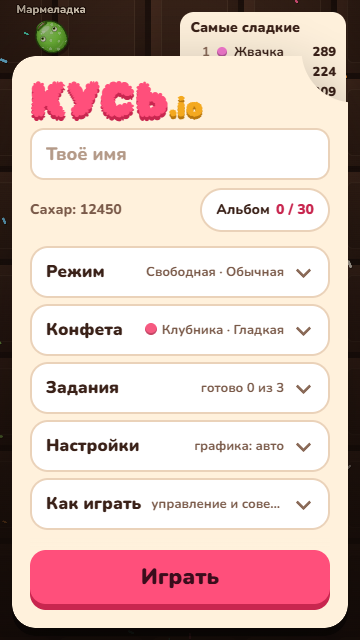 Мармеладка
Самые сладкие
1 Жвачка 289
224
КУСЬ.io
Твоё имя
Сахар: 12450
Альбом 0 / 30
Режим Свободная · Обычная
Конфета Клубника · Гладкая
Задания готово 0 из 3
Настройки графика: авто
Как играть управление и сове...
Играть